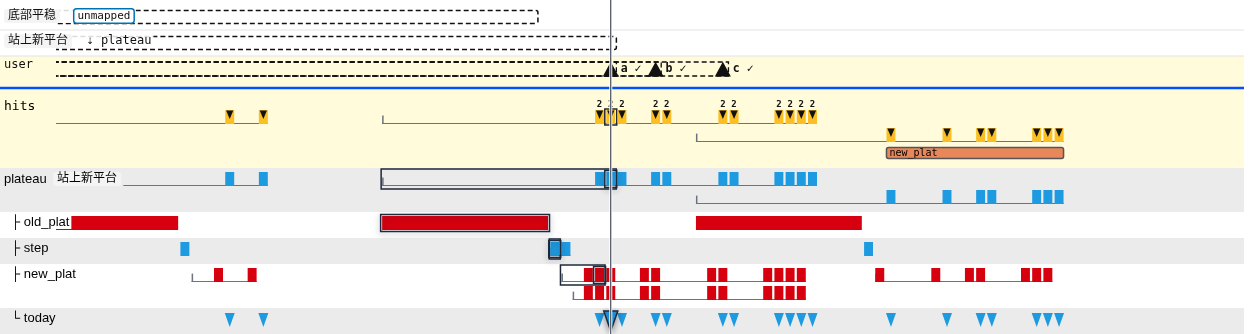 底部平稳 unmapped
站上新平台 ↓ plateau
user a ✓ b ✓ c ✓
hits
2 2 2 2 2 2 2 2 2 2 2
new_plat
plateau 站上新平台
├ old_plat
├ step
├ new_plat
└ today